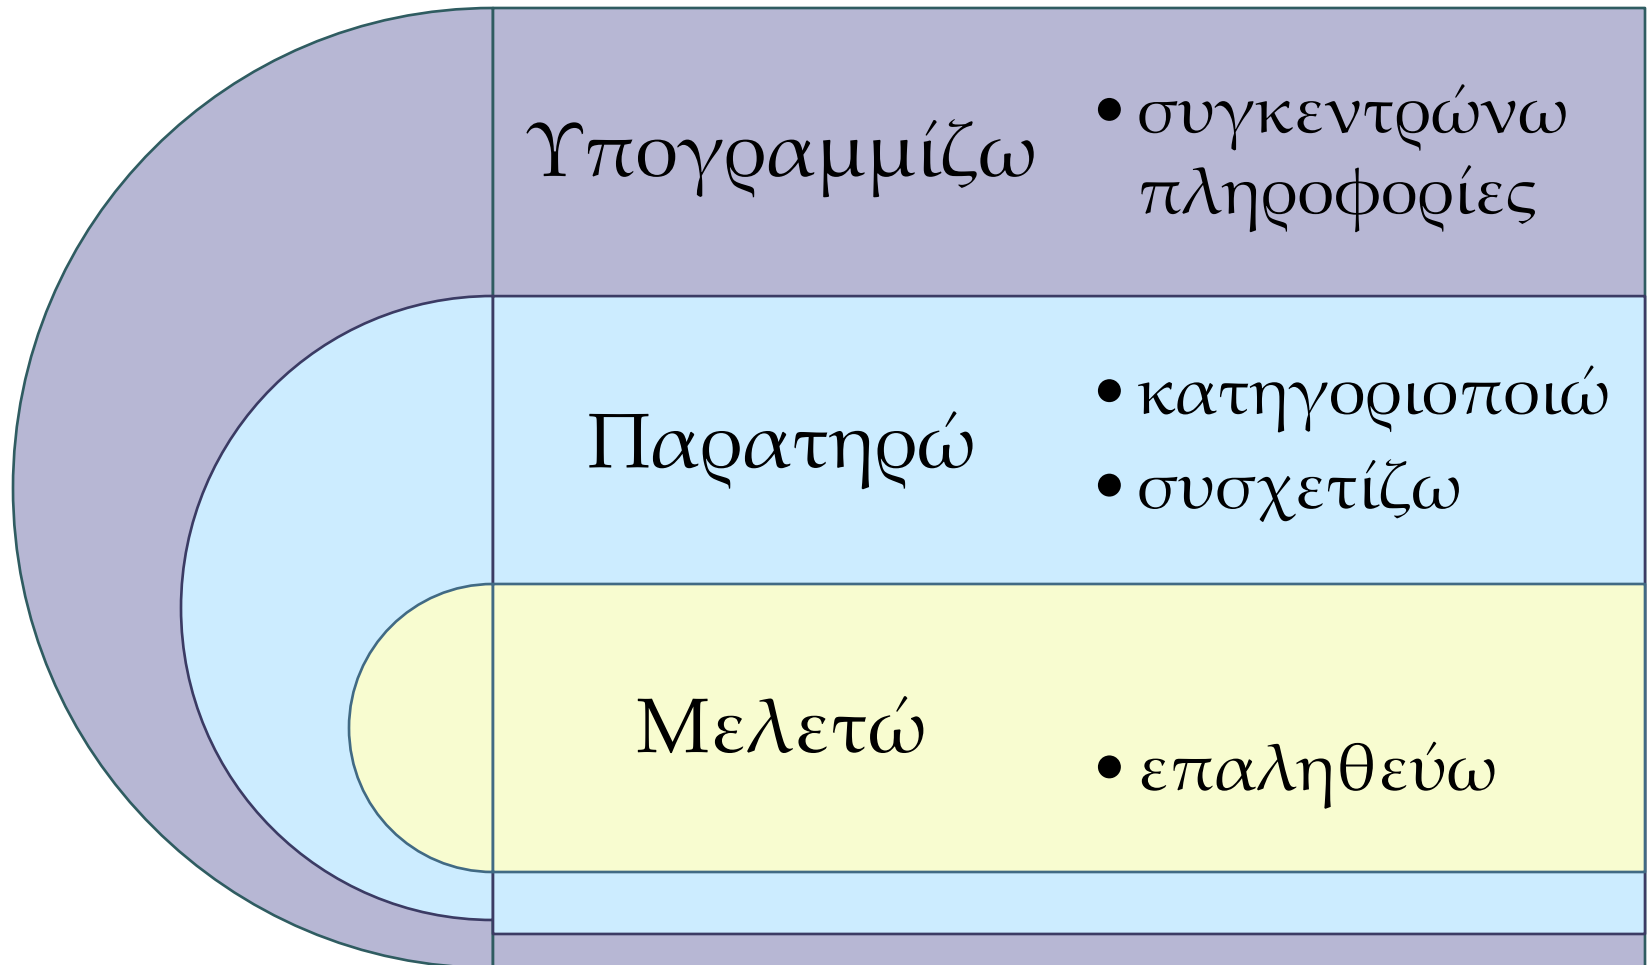 Υπογραμμίζω
• συγκεντρώνω
πληροφορίες
Παρατηρώ
• κατηγοριοποιώ
• συσχετίζω
Μελετώ
• επαληθεύω